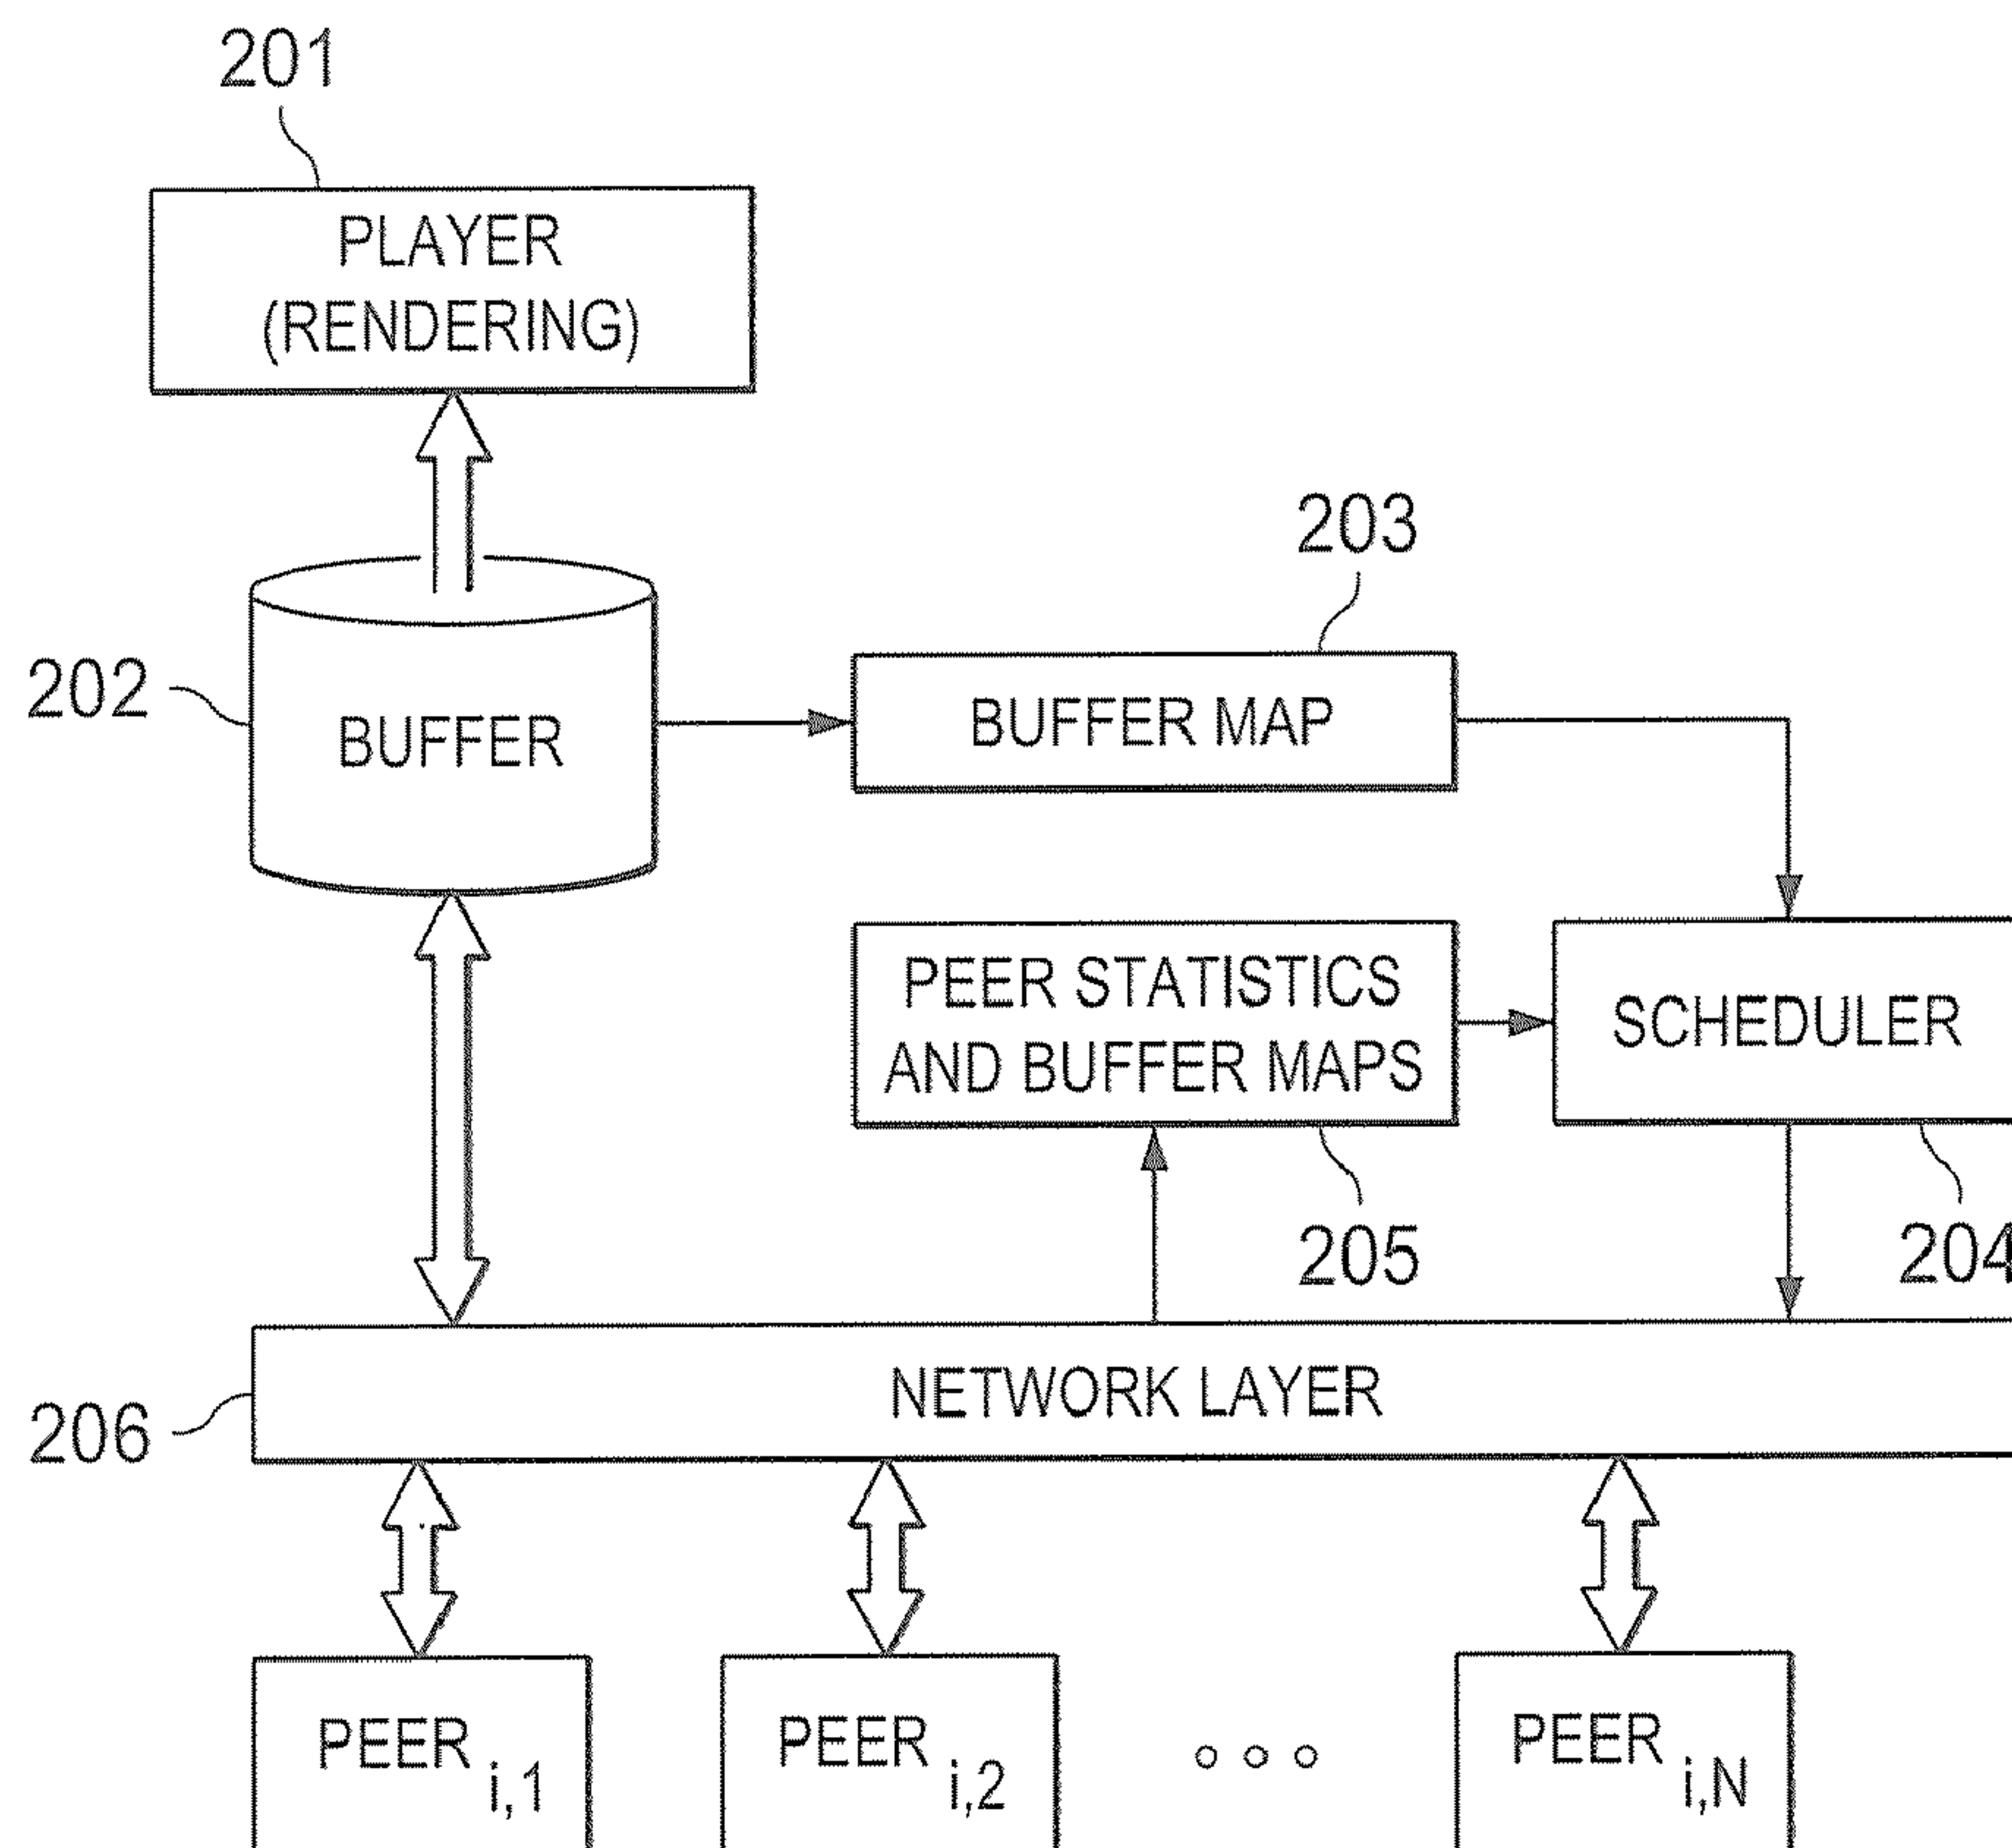 201
PLAYER
(RENDERING)
203
202
BUFFER
BUFFER MAP
PEER STATISTICS
AND BUFFER MAPS
SCHEDULER
205
204
NETWORK LAYER
206
PEER i,1
PEER i,2
PEER i,N